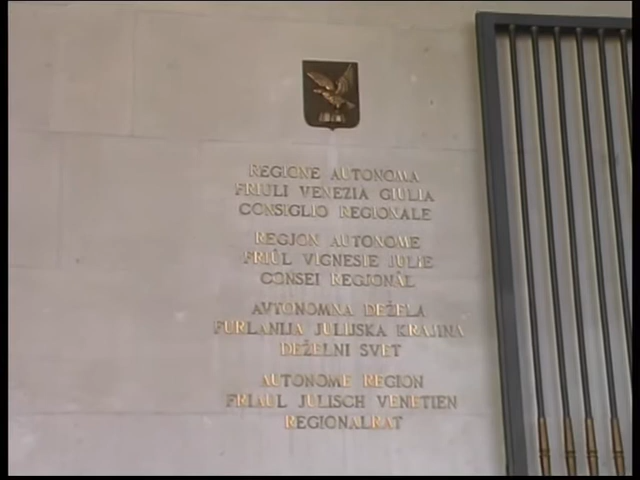 REGIONE AUTONOMA
FRIULI VENEZIA GIULIA
CONSIGLIO REGIONALE
REGJON AUTONOME
FRIÛL VIGNESIE JULIE
CONSEI REGJONÂL
AVTONOMNA DEŽELA
FURLANIJA JULIJSKA KRAJINA
DEŽELNI SVET
AUTONOME REGION
FRIAUL JULISCH VENETIEN
REGIONALRAT